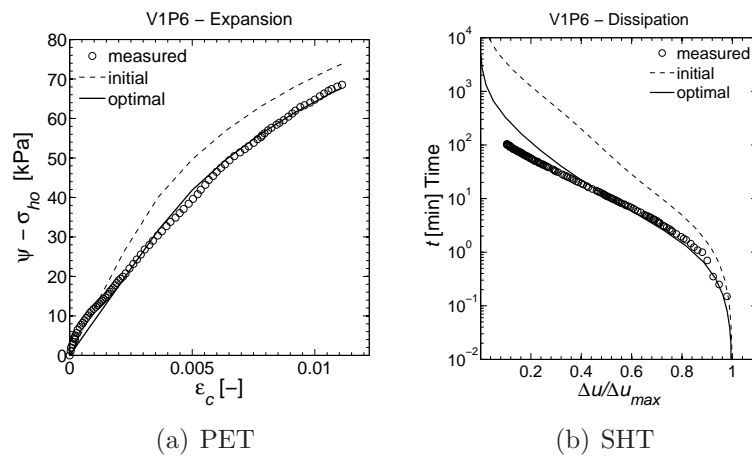 V1P6 – Expansion
80
70
60
50
40
30
20
10
0
ψ – σho [kPa]
measured
initial
optimal
0
0.005
0.01
εc [-]
(a) PET
V1P6 – Dissipation
10^4
10^3
10^2
10^1
10^0
10^-1
10^-2
t [min] Time
measured
initial
optimal
0.2
0.4
0.6
0.8
1
Δu/Δumax
(b) SHT